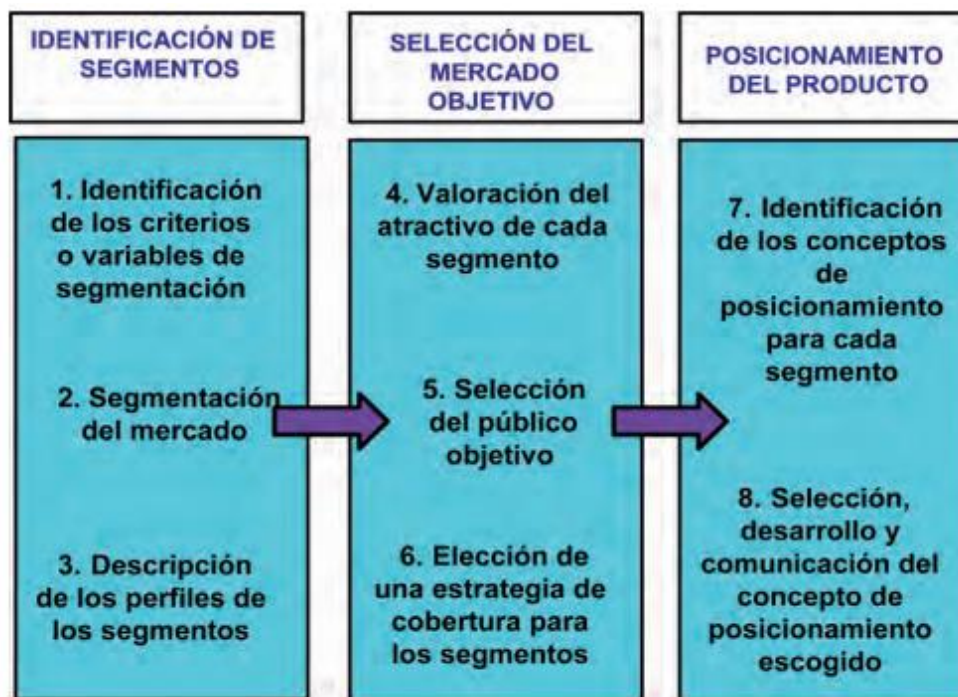 IDENTIFICACIÓN DE
SEGMENTOS
SELECCIÓN DEL
MERCADO
OBJETIVO
POSICIONAMIENTO
DEL PRODUCTO
1. Identificación
de los criterios
o variables de
segmentación
2. Segmentación
del mercado
3. Descripción
de los perfiles de
los segmentos
4. Valoración del
atractivo de cada
segmento
5. Selección
del público
objetivo
6. Elección de
una estrategia de
cobertura para
los segmentos
7. Identificación
de los conceptos
de
posicionamiento
para cada
segmento
8. Selección,
desarrollo y
comunicación del
concepto de
posicionamiento
escogido